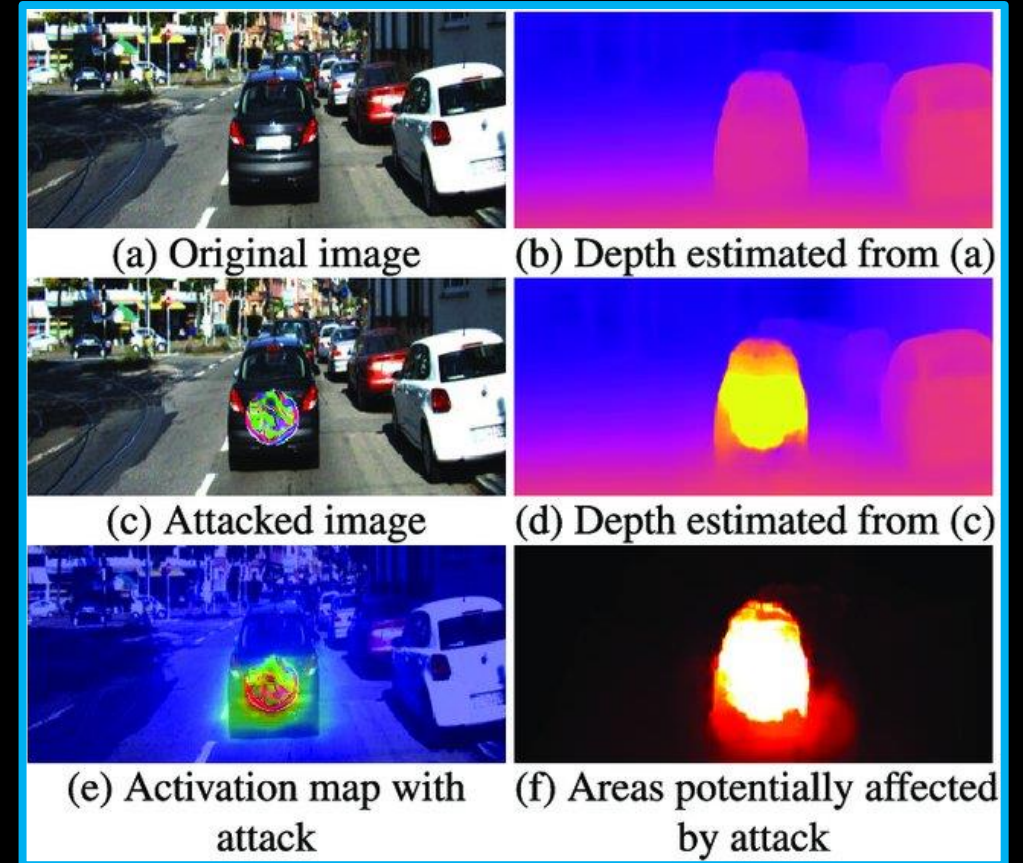 (a) Original image
(b) Depth estimated from (a)
(c) Attacked image
(d) Depth estimated from (c)
(e) Activation map with
attack
(f) Areas potentially affected
by attack